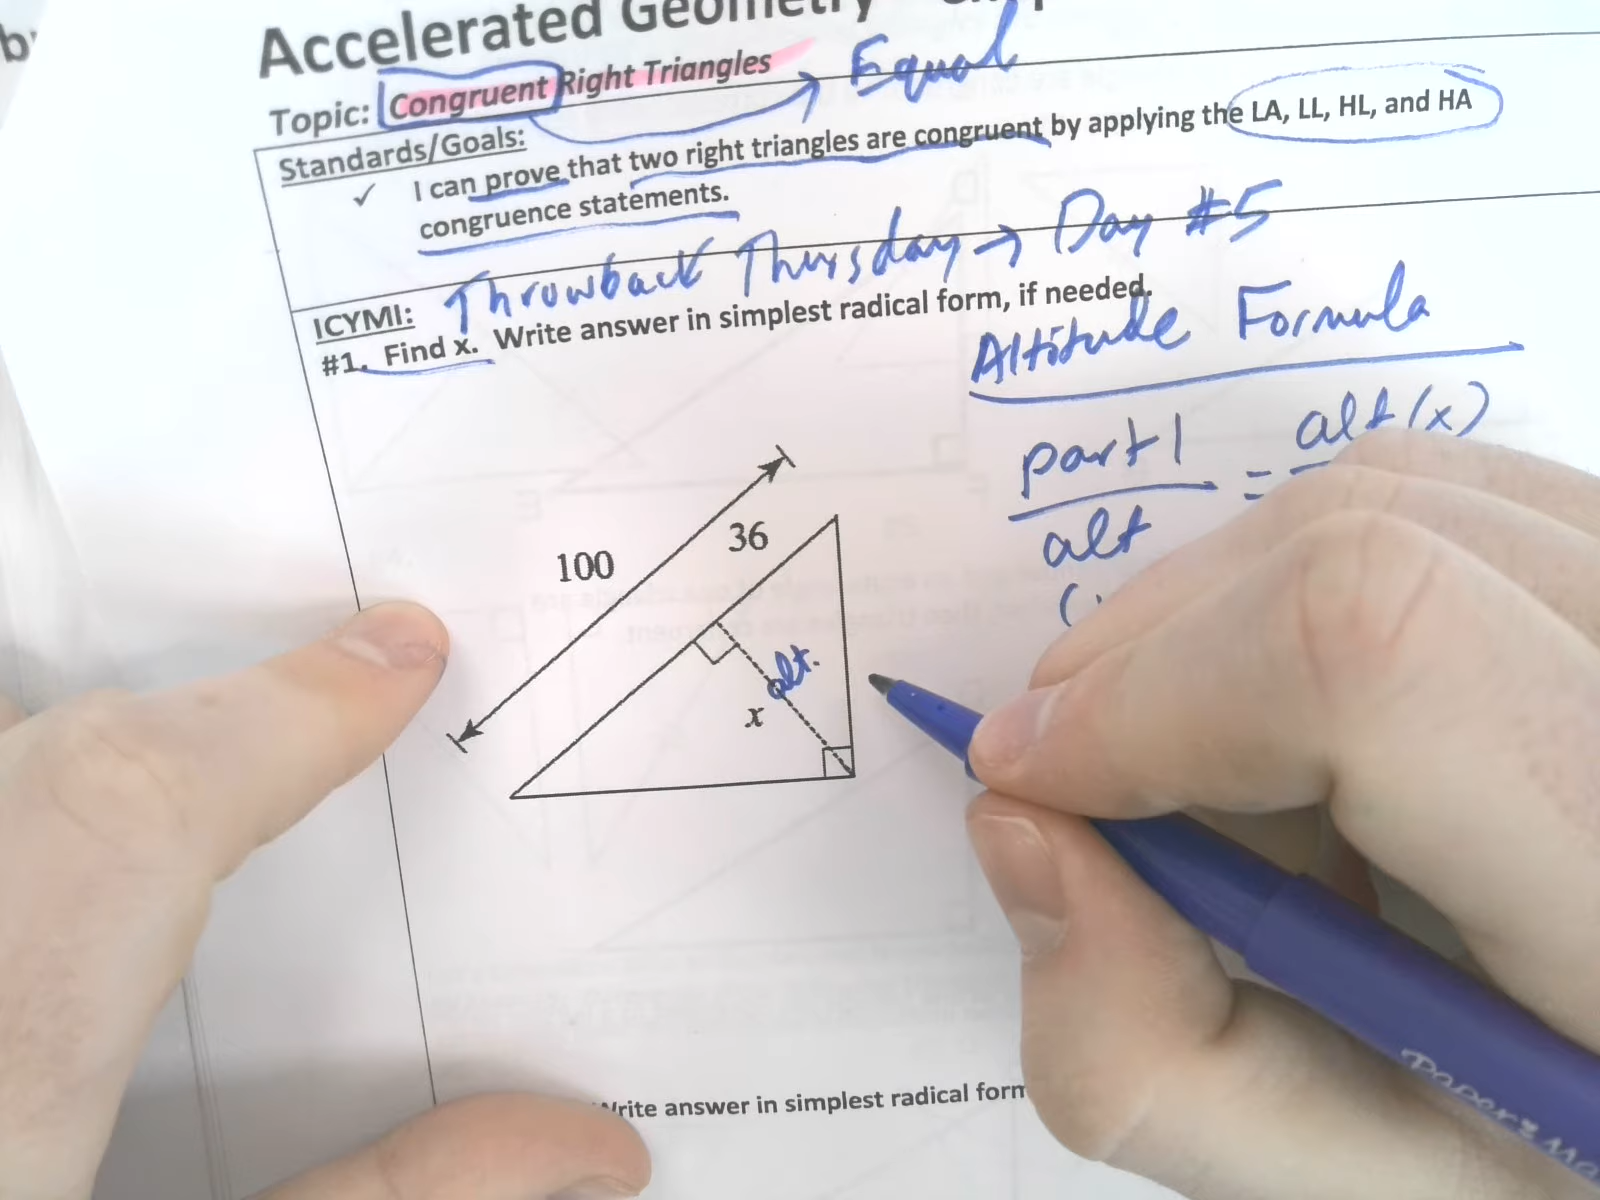 Accelerated Geometry
Topic: Congruent Right Triangles
Equal
Standards/Goals:
✓ I can prove that two right triangles are congruent by applying the LA, LL, HL, and HA
congruence statements.
Throwback Thursday → Day #5
ICYMI:
#1. Find x. Write answer in simplest radical form, if needed.
Altitude Formula
part 1
alt
=
alt (x)
100
36
alt.
x
Write answer in simplest radical form